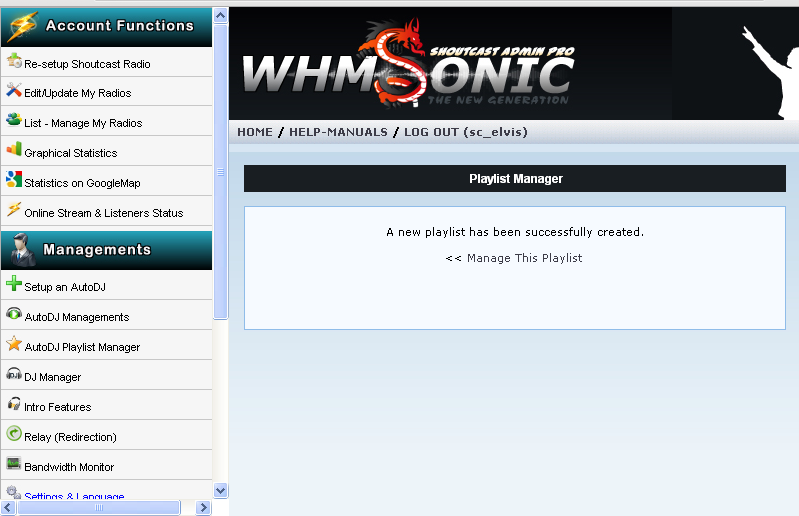 Account Functions
Re-setup Shoutcast Radio
Edit/Update My Radios
List - Manage My Radios
Graphical Statistics
Statistics on GoogleMap
Online Stream & Listeners Status
Managements
Setup an AutoDJ
AutoDJ Managements
AutoDJ Playlist Manager
DJ Manager
Intro Features
Relay (Redirection)
Bandwidth Monitor
Settings & Language
SHOUTCAST ADMIN PRO
WHMSONIC
THE NEW GENERATION
HOME / HELP-MANUALS / LOG OUT (sc_elvis)
Playlist Manager
A new playlist has been successfully created.
<< Manage This Playlist